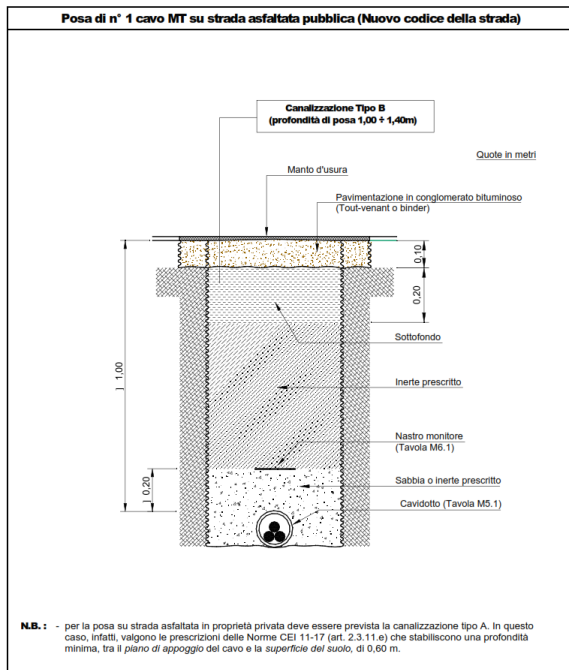 Posa di n° 1 cavo MT su strada asfaltata pubblica (Nuovo codice della strada)
Canalizzazione Tipo B
(profondità di posa 1,00 ÷ 1,40m)
Quote in metri
Manto d'usura
Pavimentazione in conglomerato bituminoso
(Tout-venant o binder)
0,10
0,20
Sottofondo
] 1,00
Inerte prescritto
Nastro monitore
(Tavola M6.1)
] 0,20
Sabbia o inerte prescritto
Cavidotto (Tavola M5.1)
N.B. : - per la posa su strada asfaltata in proprietà privata deve essere prevista la canalizzazione tipo A. In questo
caso, infatti, valgono le prescrizioni delle Norme CEI 11-17 (art. 2.3.11.e) che stabiliscono una profondità
minima, tra il piano di appoggio del cavo e la superficie del suolo, di 0,60 m.